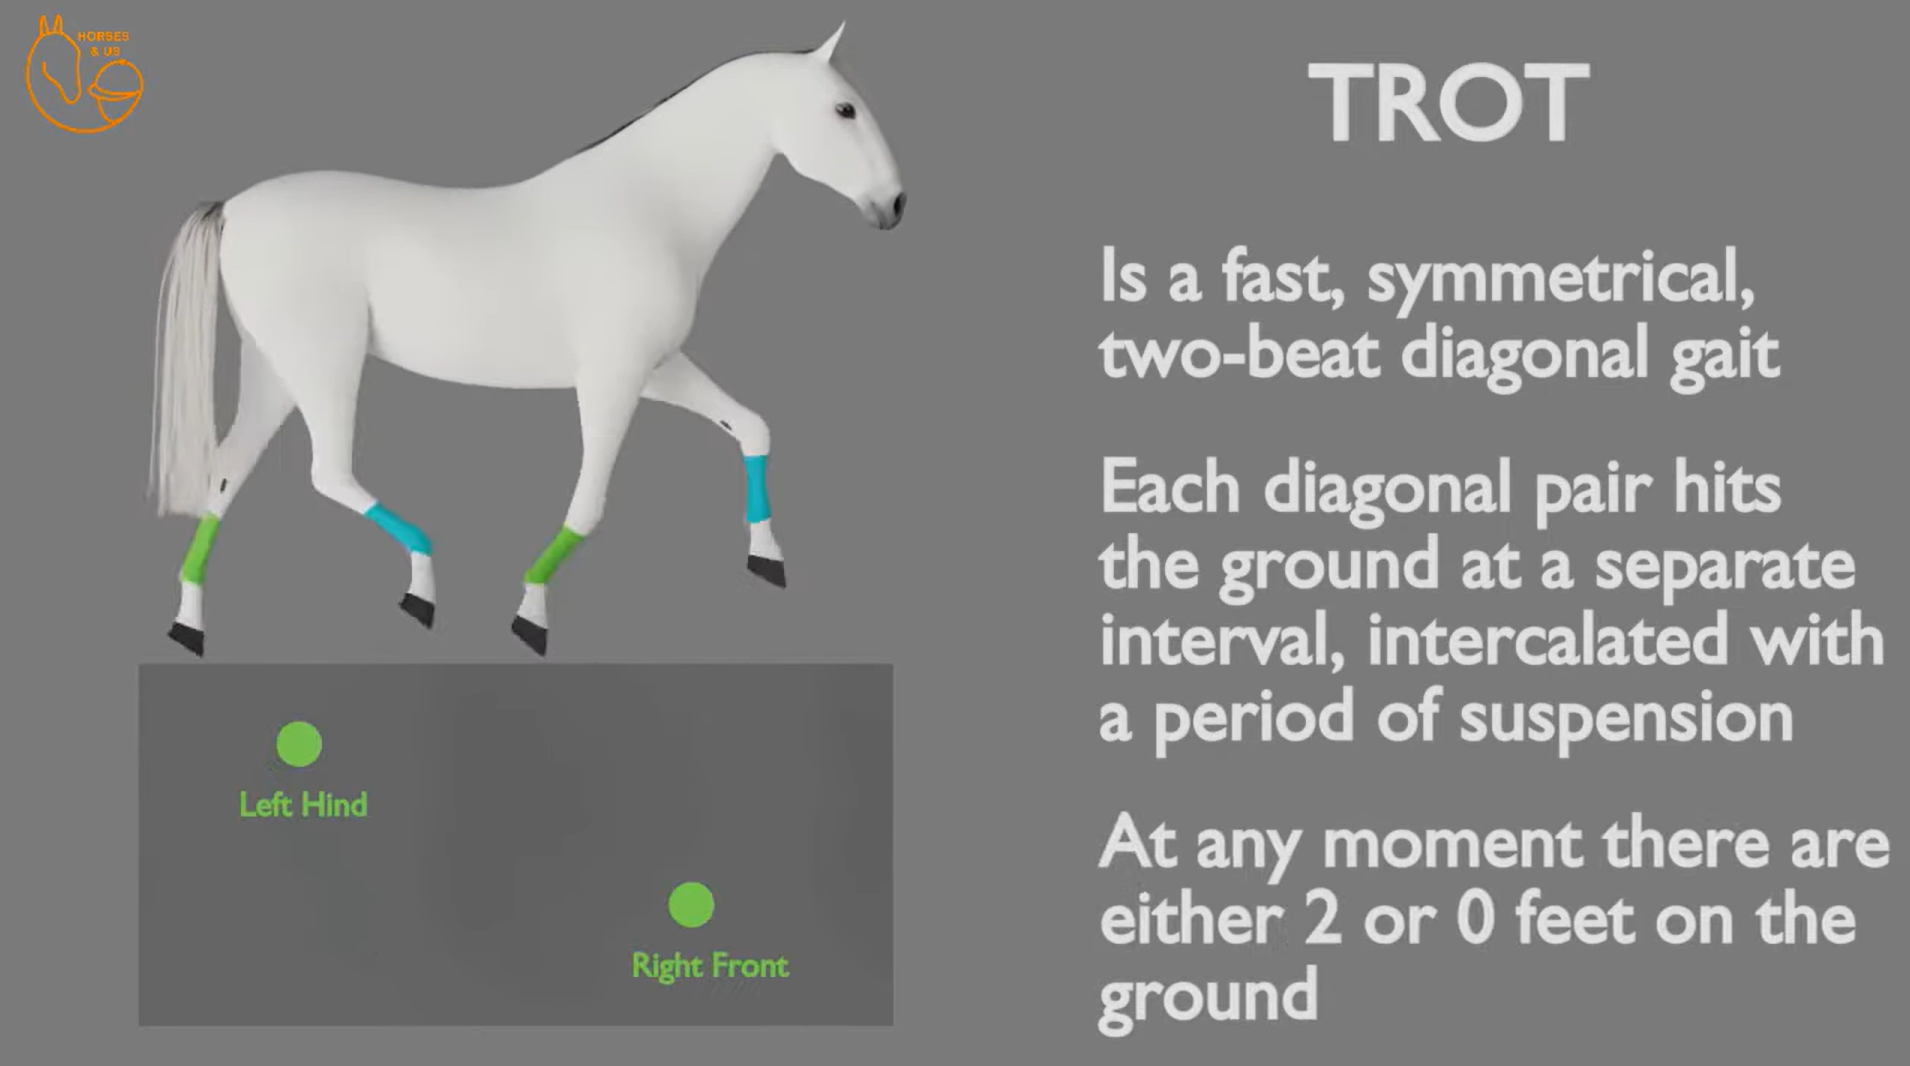 HORSES
& US
TROT
Is a fast, symmetrical,
two-beat diagonal gait
Each diagonal pair hits
the ground at a separate
interval, intercalated with
a period of suspension
At any moment there are
either 2 or 0 feet on the
ground
Left Hind
Right Front